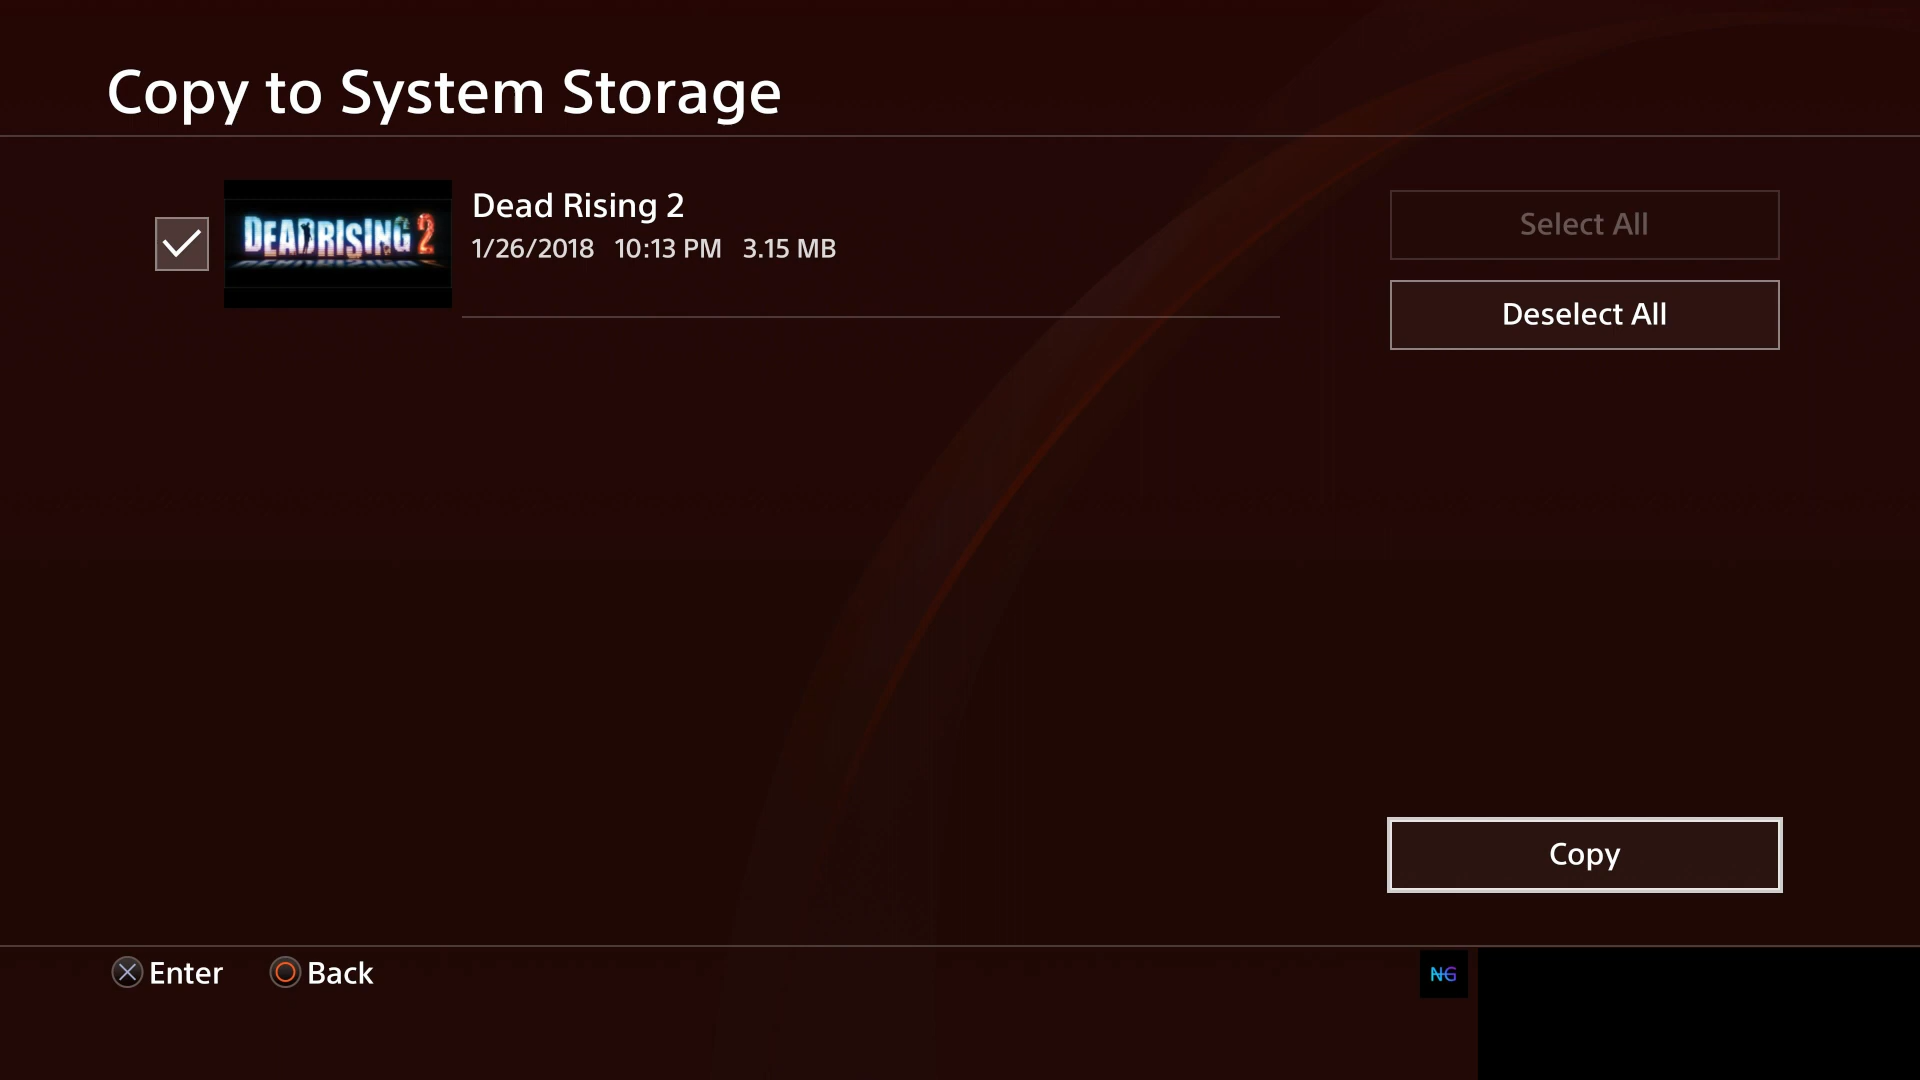 Copy to System Storage
DEADRISING 2
Dead Rising 2
1/26/2018 10:13 PM 3.15 MB
Select All
Deselect All
Copy
Enter
Back
NG